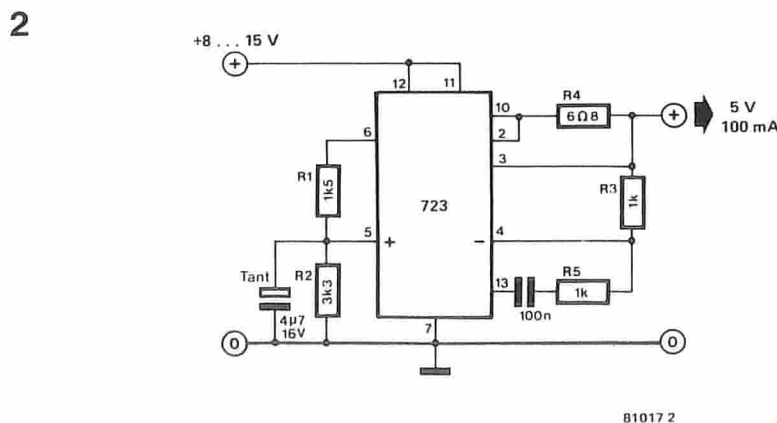 2
+8 ... 15 V
+
12
11
10
R4
6Ω8
+
5 V
100 mA
6
2
3
R1
1k5
R3
1k
723
5
+
−
4
Tant
R2
3k3
13
R5
1k
100n
4µ7
16V
7
0
0
81017 2